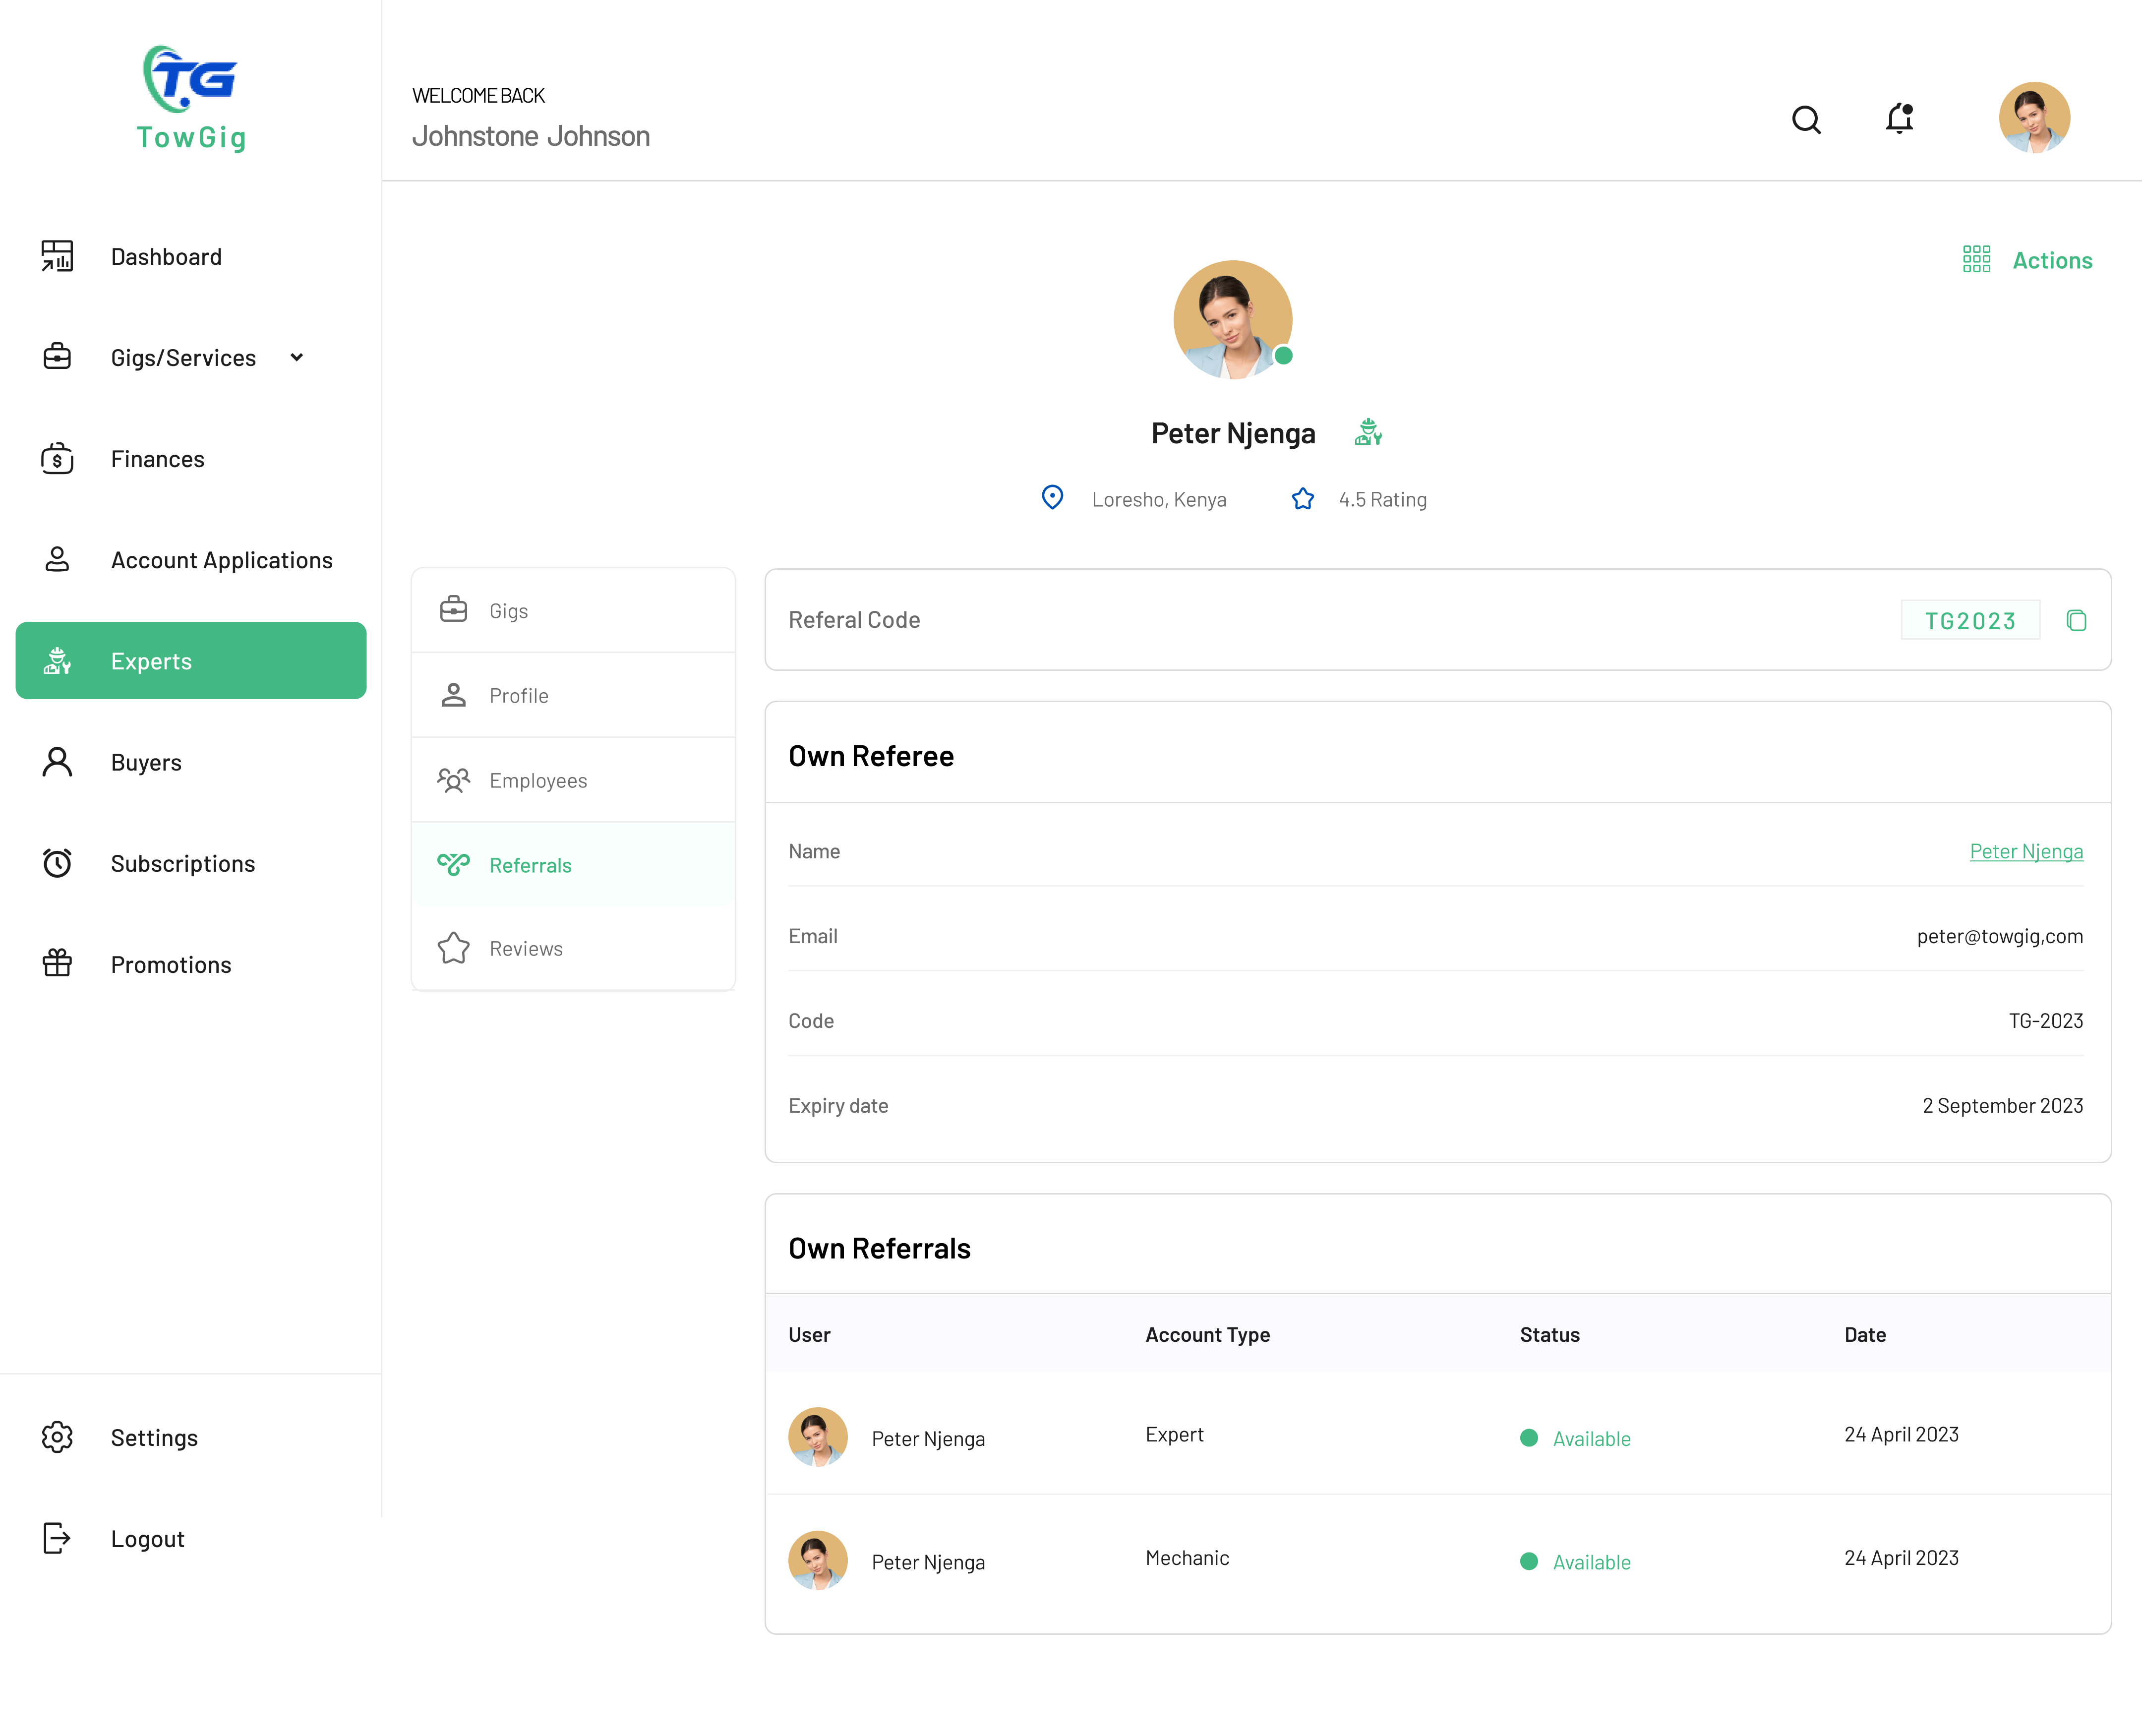 TG
TowGig
WELCOME BACK
Johnstone Johnson
Dashboard
Gigs/Services
Finances
Account Applications
Experts
Buyers
Subscriptions
Promotions
Settings
Logout
Actions
Peter Njenga
Loresho, Kenya 4.5 Rating
Gigs
Profile
Employees
Referrals
Reviews
Referal Code TG2023
Own Referee
Name Peter Njenga
Email peter@towgig,com
Code TG-2023
Expiry date 2 September 2023
Own Referrals
User Account Type Status Date
Peter Njenga Expert Available 24 April 2023
Peter Njenga Mechanic Available 24 April 2023